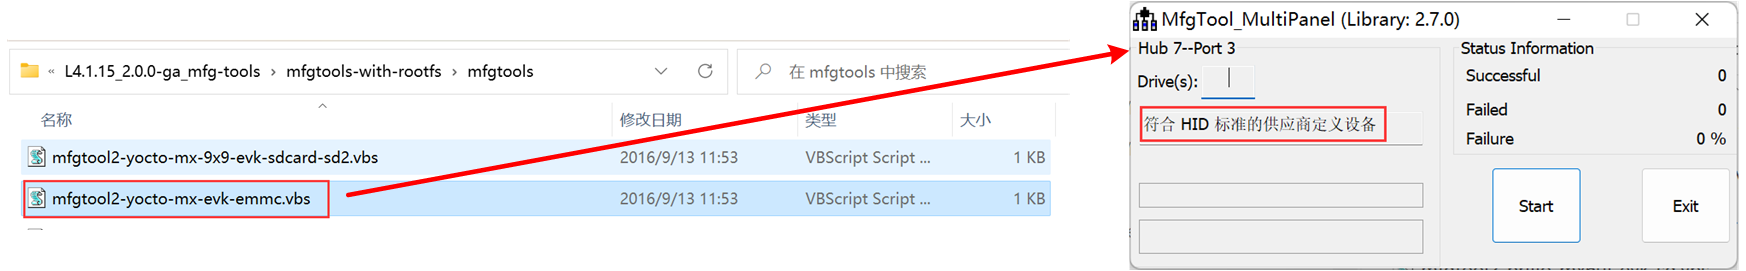 « L4.1.15_2.0.0-ga_mfg-tools › mfgtools-with-rootfs › mfgtools
在 mfgtools 中搜索
名称 修改日期 类型 大小
mfgtool2-yocto-mx-9x9-evk-sdcard-sd2.vbs 2016/9/13 11:53 VBScript Script ... 1 KB
mfgtool2-yocto-mx-evk-emmc.vbs 2016/9/13 11:53 VBScript Script ... 1 KB
MfgTool_MultiPanel (Library: 2.7.0)
Hub 7--Port 3
Drive(s):
符合 HID 标准的供应商定义设备
Status Information
Successful 0
Failed 0
Failure 0 %
Start
Exit